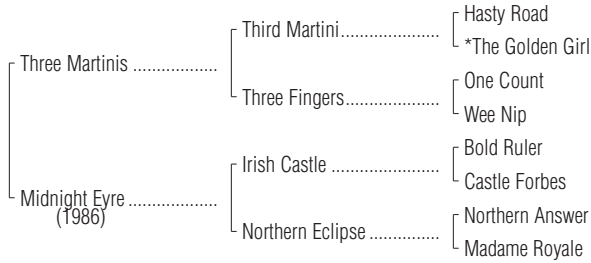 Hasty Road
Third Martini....................
*The Golden Girl
Three Martinis .................
One Count
Three Fingers....................
Wee Nip
Bold Ruler
Irish Castle .......................
Castle Forbes
Midnight Eyre ..................
(1986)
Northern Answer
Northern Eclipse ...............
Madame Royale